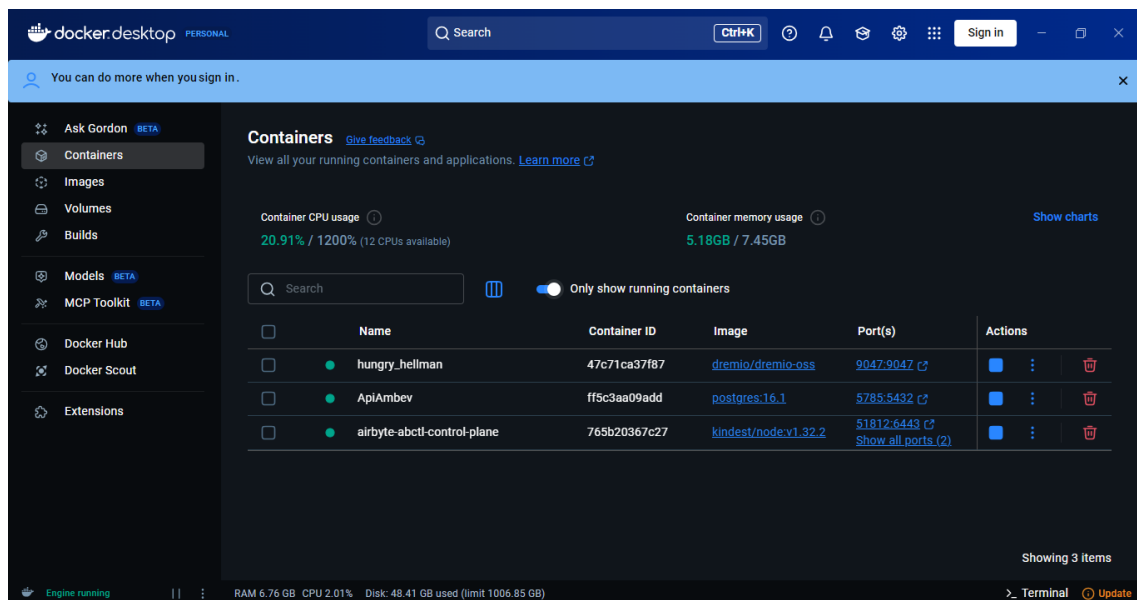 docker.desktop PERSONAL
Search
Ctrl+K
Sign in
You can do more when you sign in.
Ask Gordon BETA
Containers
Images
Volumes
Builds
Models BETA
MCP Toolkit BETA
Docker Hub
Docker Scout
Extensions
Containers Give feedback
View all your running containers and applications. Learn more
Container CPU usage
20.91% / 1200% (12 CPUs available)
Container memory usage
5.18GB / 7.45GB
Show charts
Search
Only show running containers
Name Container ID Image Port(s) Actions
hungry_hellman 47c71ca37f87 dremio/dremio-oss 9047:9047
ApiAmbev ff5c3aa09add postgres:16.1 5785:5432
airbyte-abctl-control-plane 765b20367c27 kindest/node:v1.32.2 51812:6443
Show all ports (2)
Showing 3 items
Engine running RAM 6.76 GB CPU 2.01% Disk: 48.41 GB used (limit 1006.85 GB) Terminal Update